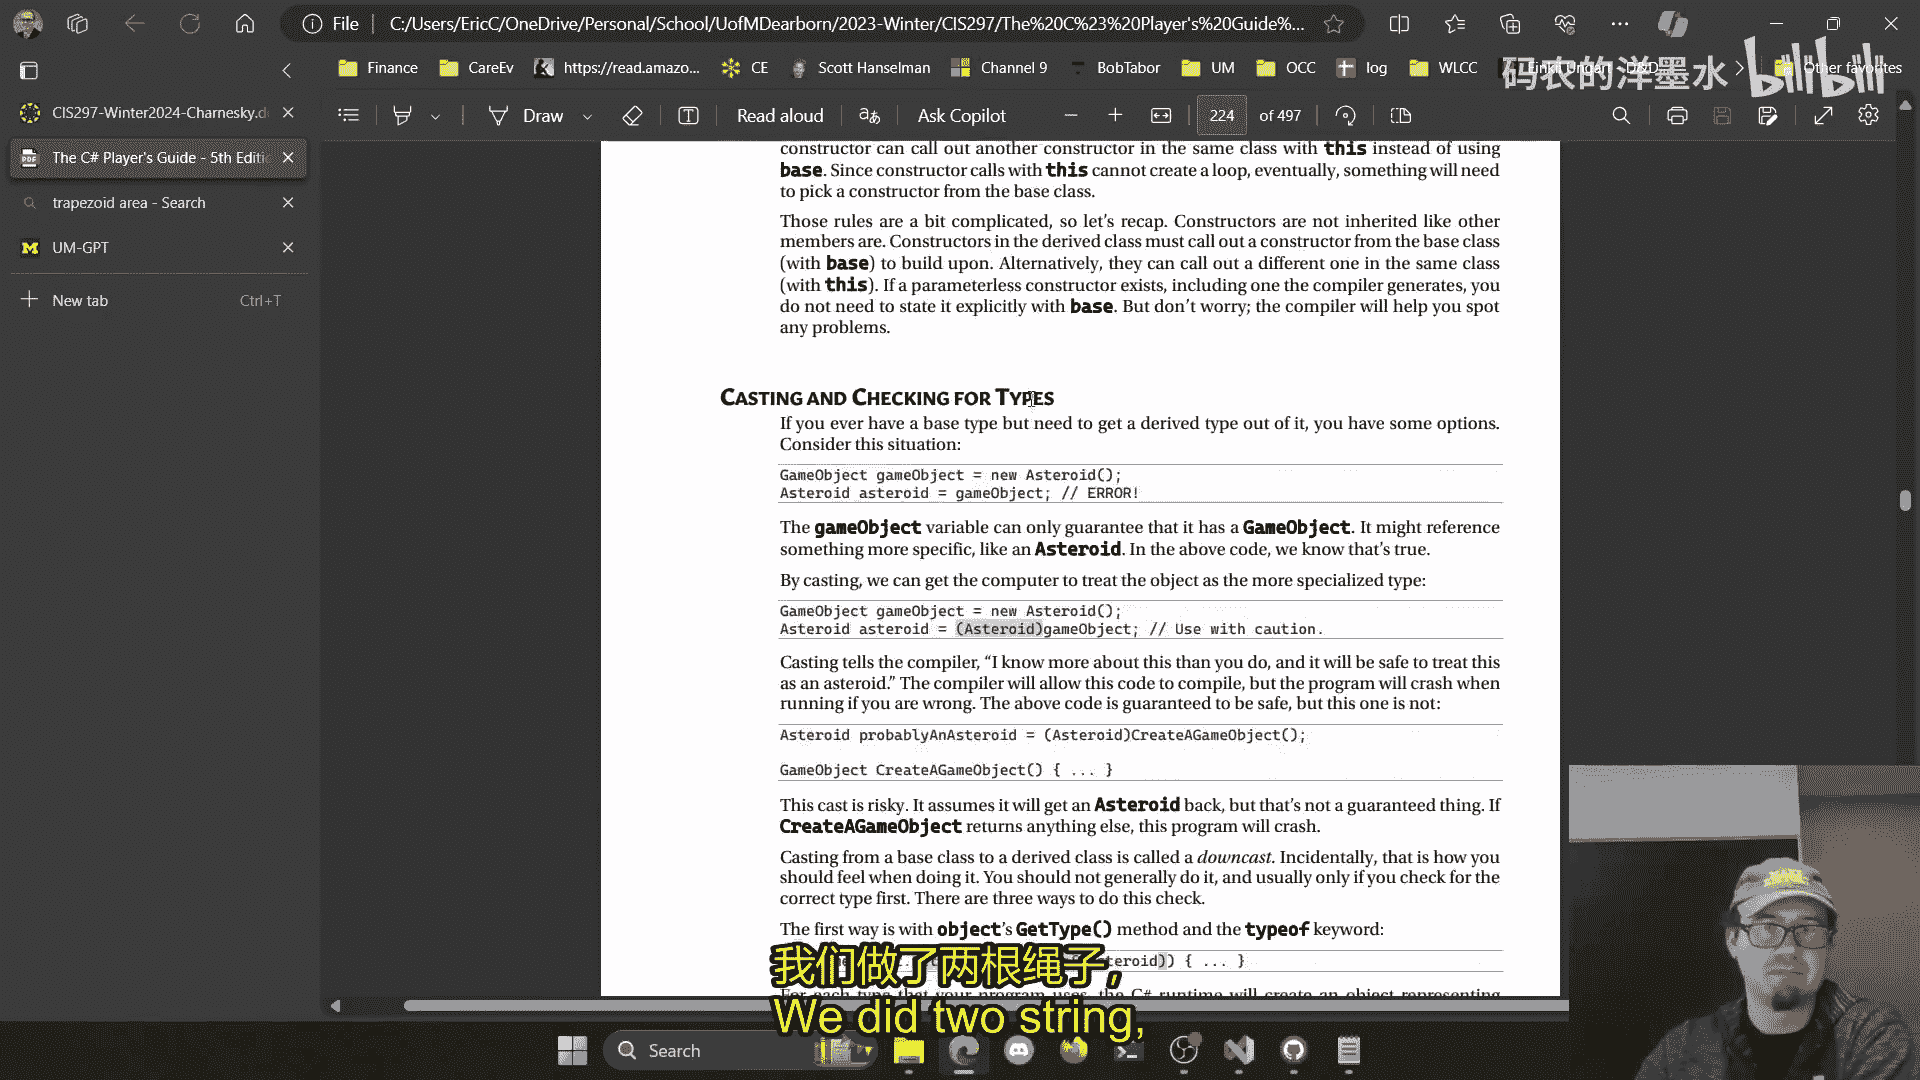 File
C:/Users/EricC/OneDrive/Personal/School/UofMDearborn/2023-Winter/CIS297/The%20C%23%20Player's%20Guide%...
Finance
CareEv
https://read.amazo...
CE
Scott Hanselman
Channel 9
BobTabor
UM
OCC
log
WLCC
Other favorites
码农的洋墨水
bilibili
CIS297-Winter2024-Charnesky.d
The C# Player's Guide - 5th Editi
trapezoid area - Search
UM-GPT
New tab
Ctrl+T
Draw
Read aloud
aあ
Ask Copilot
224
of 497
constructor can call out another constructor in the same class with this instead of using
base. Since constructor calls with this cannot create a loop, eventually, something will need
to pick a constructor from the base class.
Those rules are a bit complicated, so let's recap. Constructors are not inherited like other
members are. Constructors in the derived class must call out a constructor from the base class
(with base) to build upon. Alternatively, they can call out a different one in the same class
(with this). If a parameterless constructor exists, including one the compiler generates, you
do not need to state it explicitly with base. But don't worry; the compiler will help you spot
any problems.
CASTING AND CHECKING FOR TYPES
If you ever have a base type but need to get a derived type out of it, you have some options.
Consider this situation:
GameObject gameObject = new Asteroid();
Asteroid asteroid = gameObject; // ERROR!
The gameObject variable can only guarantee that it has a GameObject. It might reference
something more specific, like an Asteroid. In the above code, we know that's true.
By casting, we can get the computer to treat the object as the more specialized type:
GameObject gameObject = new Asteroid();
Asteroid asteroid = (Asteroid)gameObject; // Use with caution.
Casting tells the compiler, “I know more about this than you do, and it will be safe to treat this
as an asteroid.” The compiler will allow this code to compile, but the program will crash when
running if you are wrong. The above code is guaranteed to be safe, but this one is not:
Asteroid probablyAnAsteroid = (Asteroid)CreateAGameObject();
GameObject CreateAGameObject() { ... }
This cast is risky. It assumes it will get an Asteroid back, but that's not a guaranteed thing. If
CreateAGameObject returns anything else, this program will crash.
Casting from a base class to a derived class is called a downcast. Incidentally, that is how you
should feel when doing it. You should not generally do it, and usually only if you check for the
correct type first. There are three ways to do this check.
The first way is with object's GetType() method and the typeof keyword:
teroid)) { ... }
For each type that your program uses, the C# runtime will create an object representing
我们做了两根绳子,
We did two string,
Search